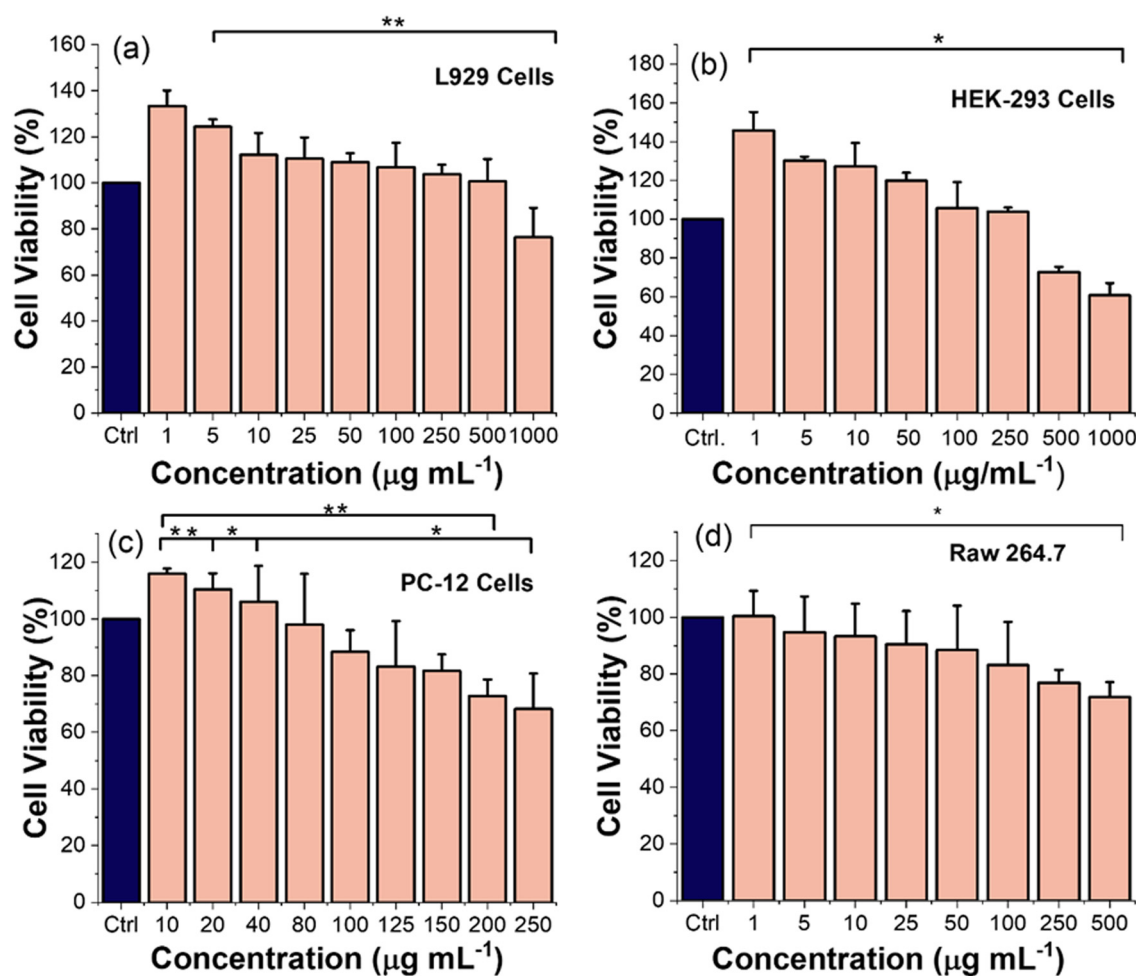 (a)
**
L929 Cells
Cell Viability (%)
160
140
120
100
80
60
40
20
0
Ctrl 1 5 10 25 50 100 250 500 1000
Concentration (μg mL⁻¹)
(b)
*
HEK-293 Cells
Cell Viability (%)
180
160
140
120
100
80
60
40
20
0
Ctrl. 1 5 10 50 100 250 500 1000
Concentration (μg/mL⁻¹)
(c)
**
** * *
PC-12 Cells
Cell Viability (%)
120
100
80
60
40
20
0
Ctrl 10 20 40 80 100 125 150 200 250
Concentration (μg mL⁻¹)
(d)
*
Raw 264.7
Cell Viability (%)
120
100
80
60
40
20
0
Ctrl 1 5 10 25 50 100 250 500
Concentration (μg mL⁻¹)